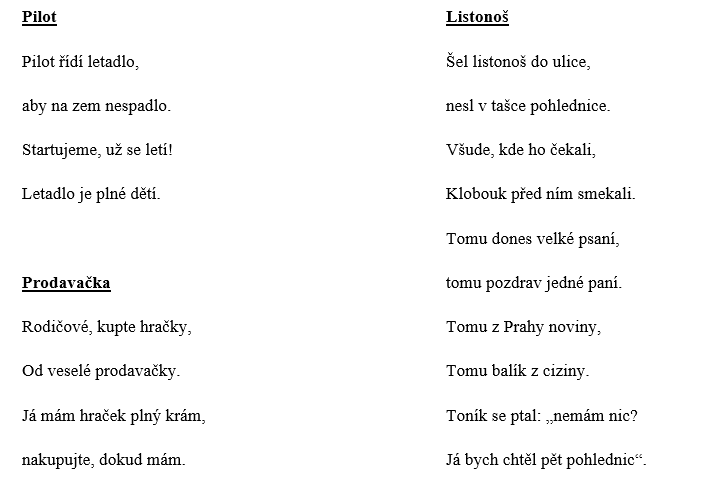 Pilot
Pilot řídí letadlo,
aby na zem nespadlo.
Startujeme, už se letí!
Letadlo je plné dětí.
Prodavačka
Rodičové, kupte hračky,
Od veselé prodavačky.
Já mám hraček plný krám,
nakupujte, dokud mám.
Listonoš
Šel listonoš do ulice,
nesl v tašce pohlednice.
Všude, kde ho čekali,
Klobouk před ním smekali.
Tomu dones velké psaní,
tomu pozdrav jedné paní.
Tomu z Prahy noviny,
Tomu balík z ciziny.
Toník se ptal: „nemám nic?
Já bych chtěl pět pohlednic“.